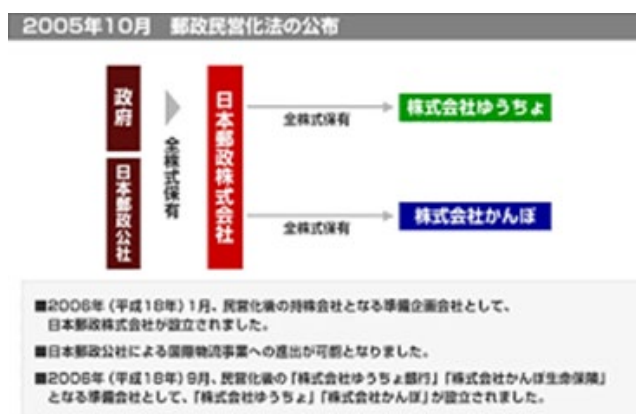 2005年10月 郵政民営化法の公布
政府
日本郵政公社
全株式保有
日本郵政株式会社
全株式保有
株式会社ゆうちょ
全株式保有
株式会社かんぽ
■2006年(平成18年)1月、民営化後の持株会社となる準備企画会社として、
日本郵政株式会社が設立されました。
■日本郵政公社による国際物流事業への進出が可能となりました。
■2006年(平成18年)9月、民営化後の「株式会社ゆうちょ銀行」「株式会社かんぽ生命保険」
となる準備会社として、「株式会社ゆうちょ」「株式会社かんぽ」が設立されました。